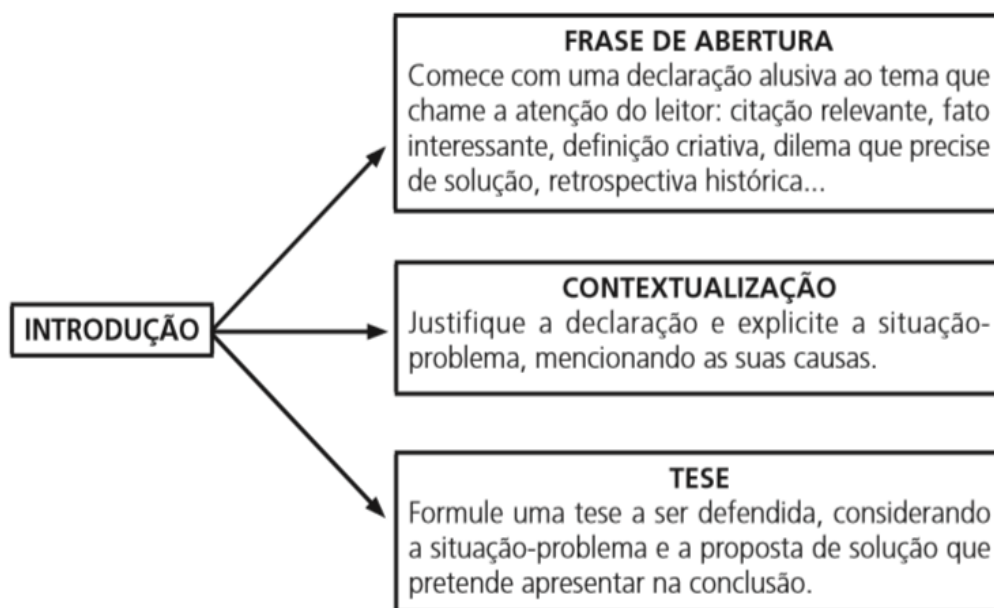 FRASE DE ABERTURA
Comece com uma declaração alusiva ao tema que
chame a atenção do leitor: citação relevante, fato
interessante, definição criativa, dilema que precise
de solução, retrospectiva histórica...
INTRODUÇÃO
CONTEXTUALIZAÇÃO
Justifique a declaração e explicite a situação-
problema, mencionando as suas causas.
TESE
Formule uma tese a ser defendida, considerando
a situação-problema e a proposta de solução que
pretende apresentar na conclusão.